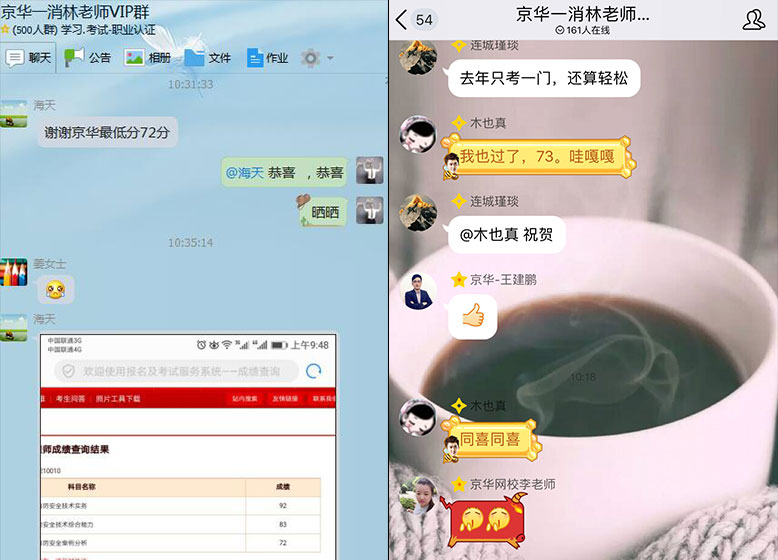 京华一消林老师VIP群
(500人群) 学习.考试-职业认证
聊天 公告 相册 文件 作业
10:31:33
海天
谢谢京华最低分72分
@海天 恭喜 ，恭喜
晒晒
10:35:14
姜女士
海天
中国联通3G
中国联通4G
上午9:48
欢迎使用报名及考试服务系统——成绩查询
考生问答 | 照片工具下载
站内搜索 友情链接 联系我
师成绩查询结果
210010
科目名称 成绩
防安全技术实务 92
防安全技术综合能力 83
防安全案例分析 72
54
京华一消林老师...
161人在线
连城瑾琰
去年只考一门，还算轻松
木也真
我也过了，73。哇嘎嘎
连城瑾琰
@木也真 祝贺
京华-王建鹏
10:18
木也真
同喜同喜
京华网校李老师